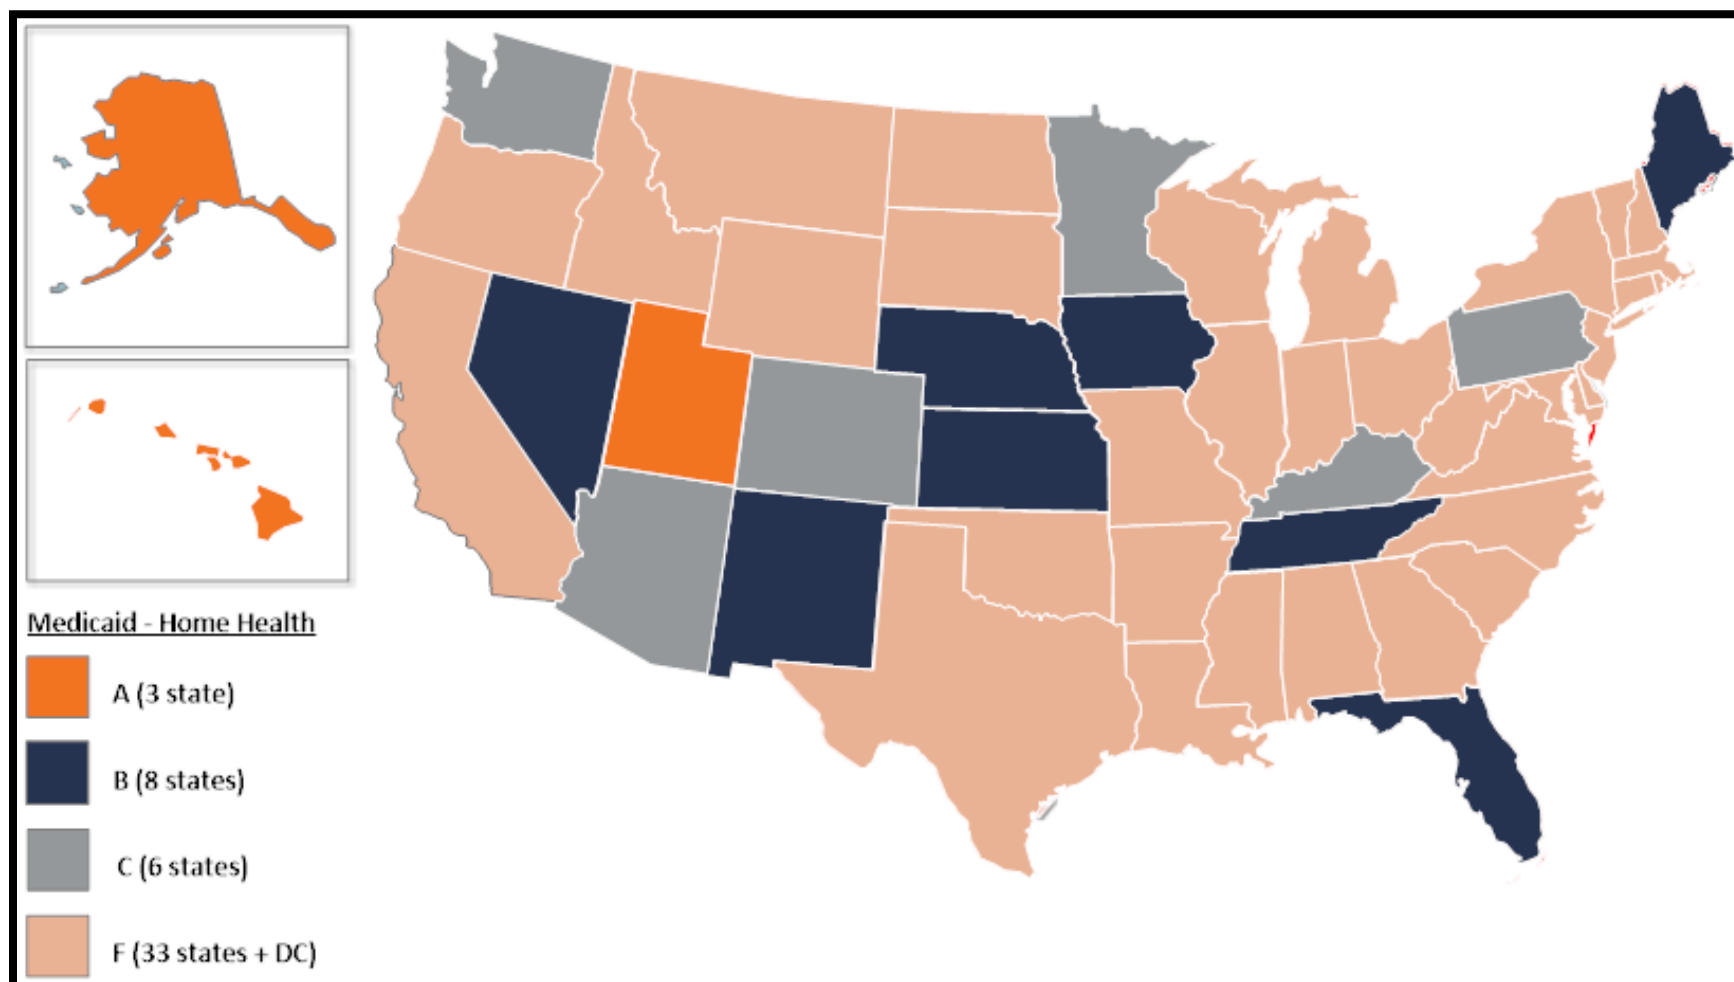 Medicaid - Home Health
A (3 state)
B (8 states)
C (6 states)
F (33 states + DC)